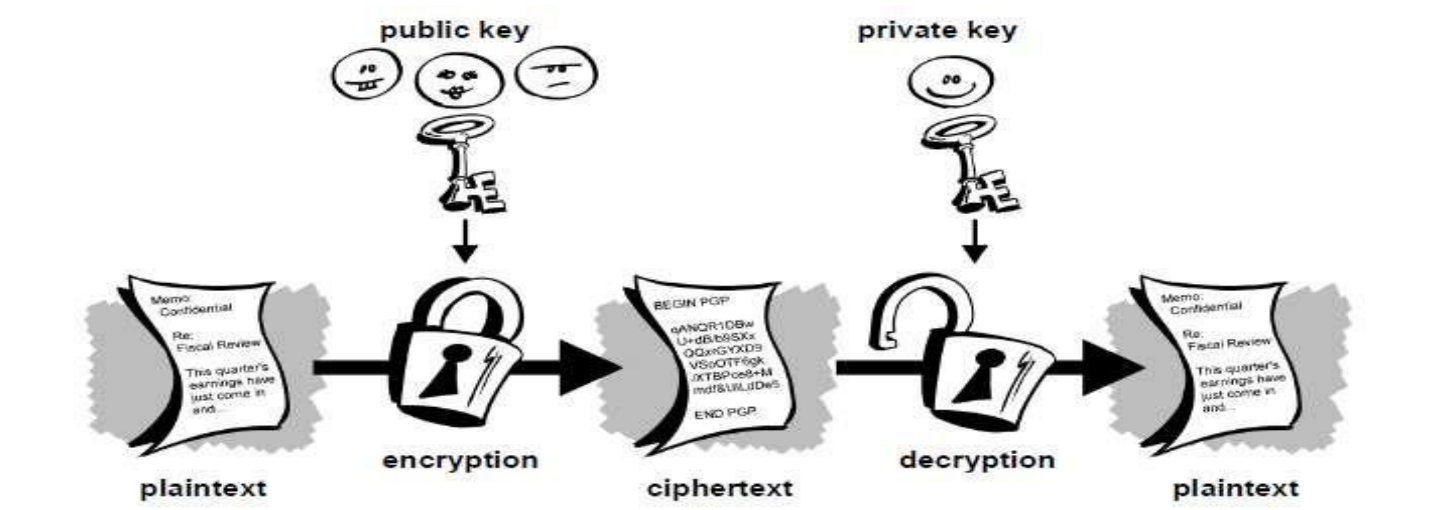 public key
private key
Memo:
Confidential
Re:
Fiscal Review
This quarter's
earnings have
just come in
and...
BEGIN PGP
END PGP
Memo:
Confidential
Re:
Fiscal Review
This quarter's
earnings have
just come in
and...
encryption
decryption
plaintext
ciphertext
plaintext